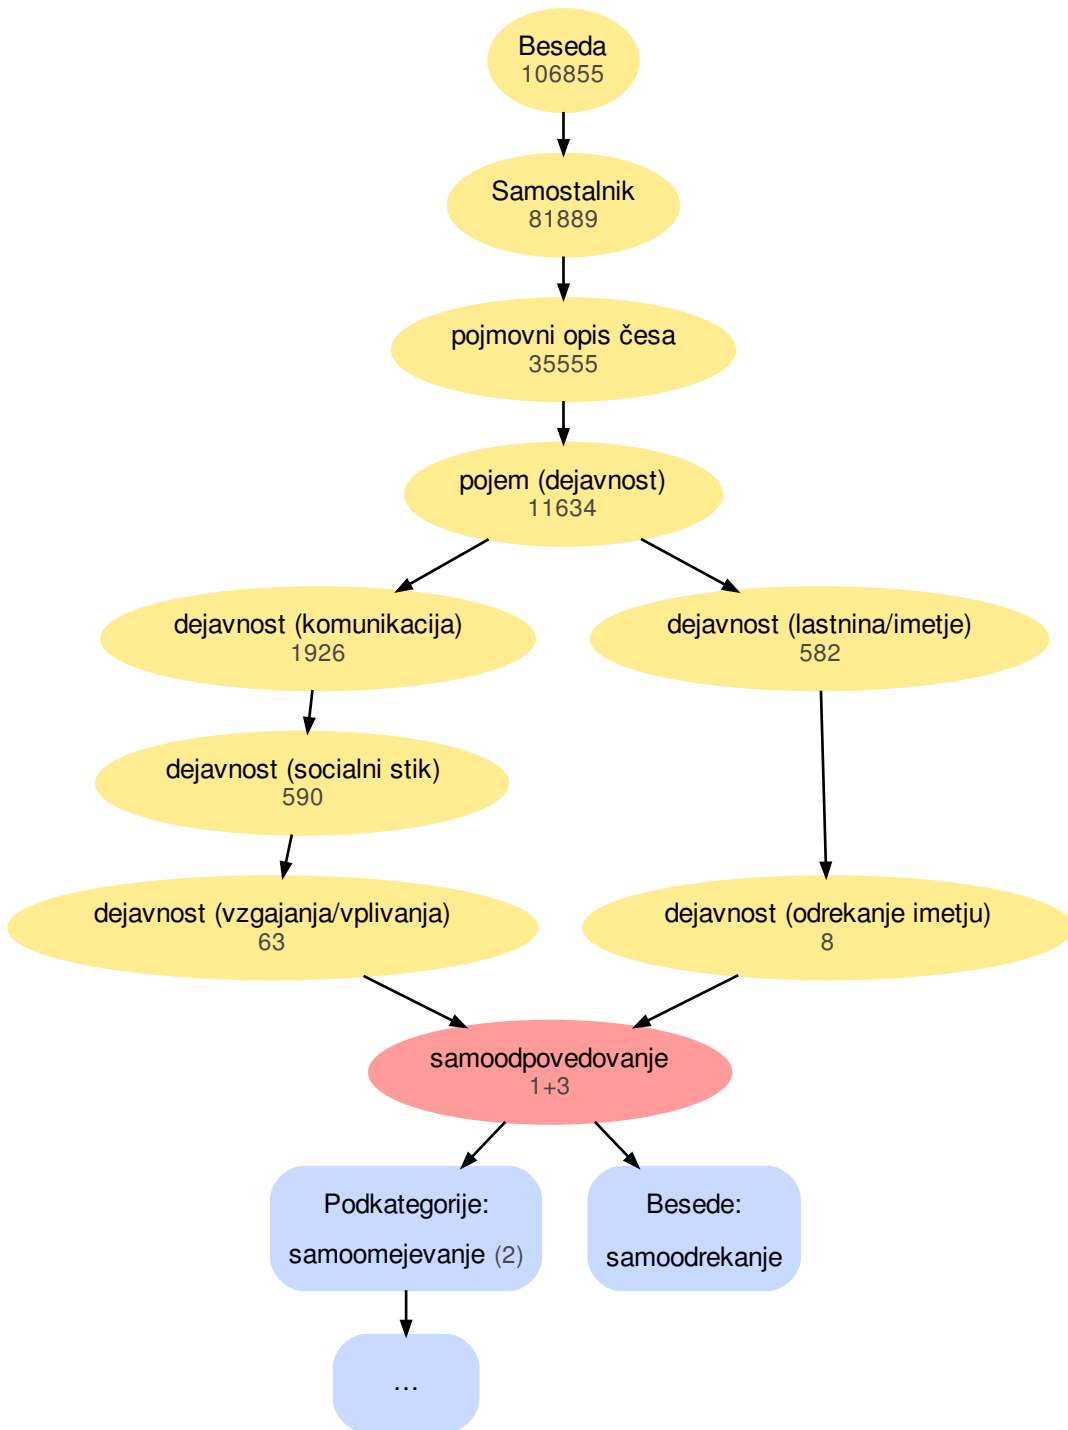 Beseda
106855
Samostalnik
81889
pojmovni opis česa
35555
pojem (dejavnost)
11634
dejavnost (komunikacija)
1926
dejavnost (lastnina/imetje)
582
dejavnost (socialni stik)
590
dejavnost (vzgajanja/vplivanja)
63
dejavnost (odrekanje imetju)
8
samoodpovedovanje
1+3
Podkategorije:
samoomejevanje (2)
Besede:
samoodrekanje
...